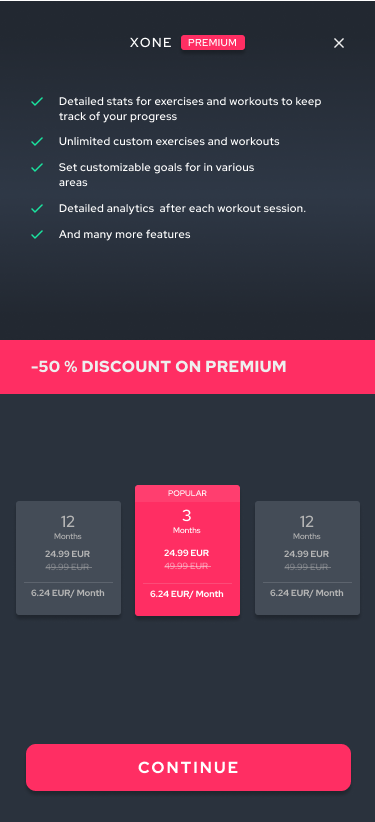 XONE PREMIUM
Detailed stats for exercises and workouts to keep
track of your progress
Unlimited custom exercises and workouts
Set customizable goals for in various
areas
Detailed analytics after each workout session.
And many more features
-50 % DISCOUNT ON PREMIUM
12
Months
24.99 EUR
49.99 EUR
6.24 EUR/ Month
POPULAR
3
Months
24.99 EUR
49.99 EUR
6.24 EUR/ Month
12
Months
24.99 EUR
49.99 EUR
6.24 EUR/ Month
CONTINUE